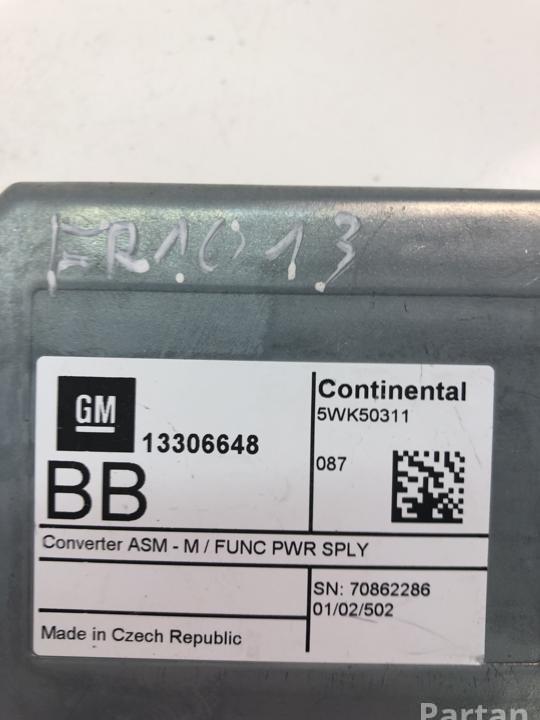 ER1013
GM
13306648
BB
Continental
5WK50311
087
Converter ASM - M / FUNC PWR SPLY
SN: 70862286
01/02/502
Made in Czech Republic
Partan